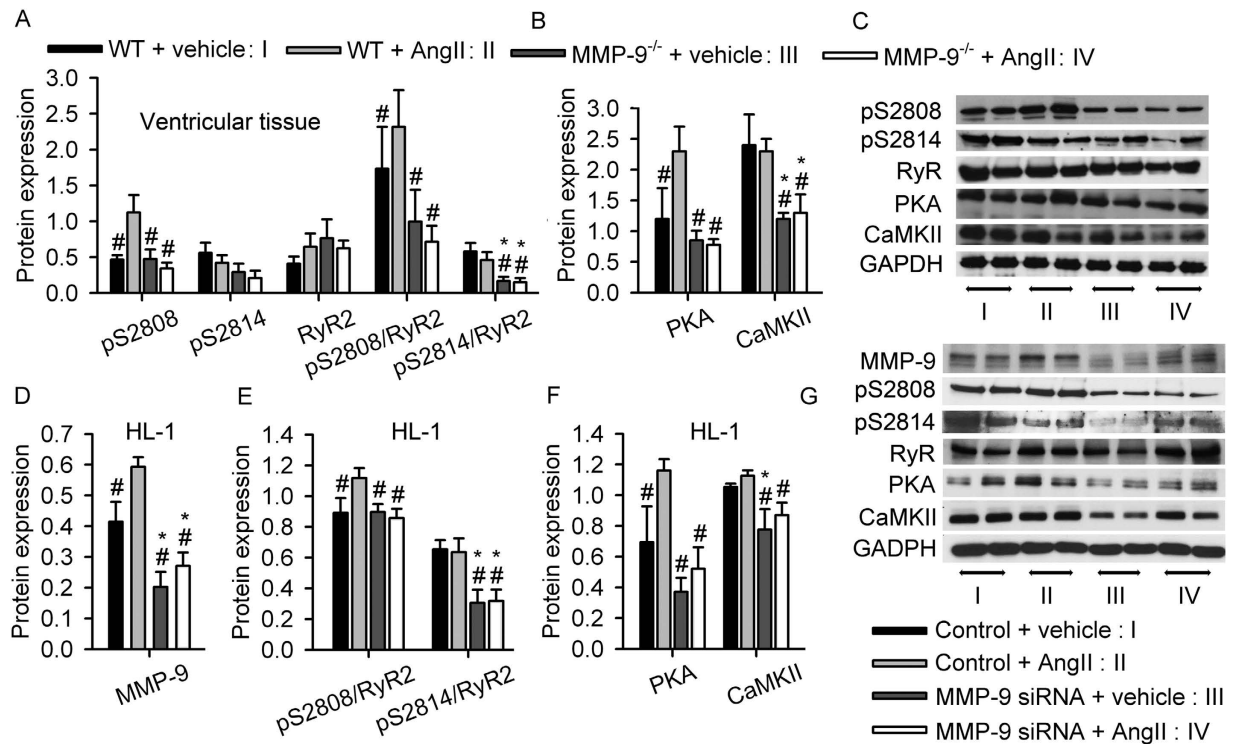 A
B
C
WT + vehicle: I
WT + AngII: II
MMP-9-/- + vehicle: III
MMP-9-/- + AngII: IV
Protein expression
3.0
2.5
2.0
1.5
1.0
0.5
0.0
Ventricular tissue
# # # # # # # * # * #
pS2808
pS2814
RyR2
pS2808/RyR2
pS2814/RyR2
Protein expression
3.0
2.5
2.0
1.5
1.0
0.5
0.0
# # # * # * #
PKA
CaMKII
pS2808
pS2814
RyR
PKA
CaMKII
GAPDH
I II III IV
D
E
F
G
HL-1
Protein expression
0.7
0.6
0.5
0.4
0.3
0.2
0.1
0.0
# * # * #
MMP-9
HL-1
Protein expression
1.4
1.2
1.0
0.8
0.6
0.4
0.2
0.0
# # # * # * #
pS2808/RyR2
pS2814/RyR2
HL-1
Protein expression
1.4
1.2
1.0
0.8
0.6
0.4
0.2
0.0
# # # * # #
PKA
CaMKII
MMP-9
pS2808
pS2814
RyR
PKA
CaMKII
GADPH
I II III IV
Control + vehicle : I
Control + AngII : II
MMP-9 siRNA + vehicle : III
MMP-9 siRNA + AngII : IV